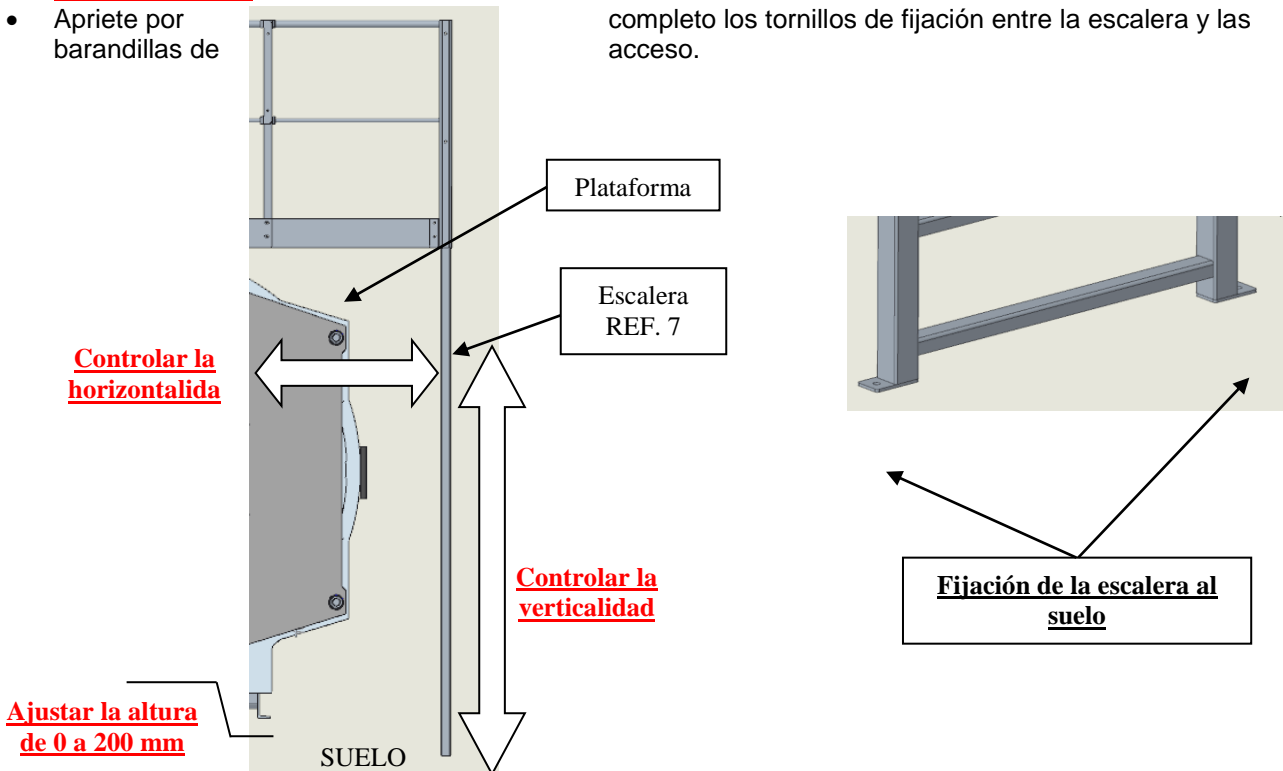 • Apriete por completo los tornillos de fijación entre la escalera y las
barandillas de acceso.
Plataforma
Escalera
REF. 7
Controlar la
horizontalida
Controlar la
verticalidad
Fijación de la escalera al
suelo
Ajustar la altura
de 0 a 200 mm
SUELO